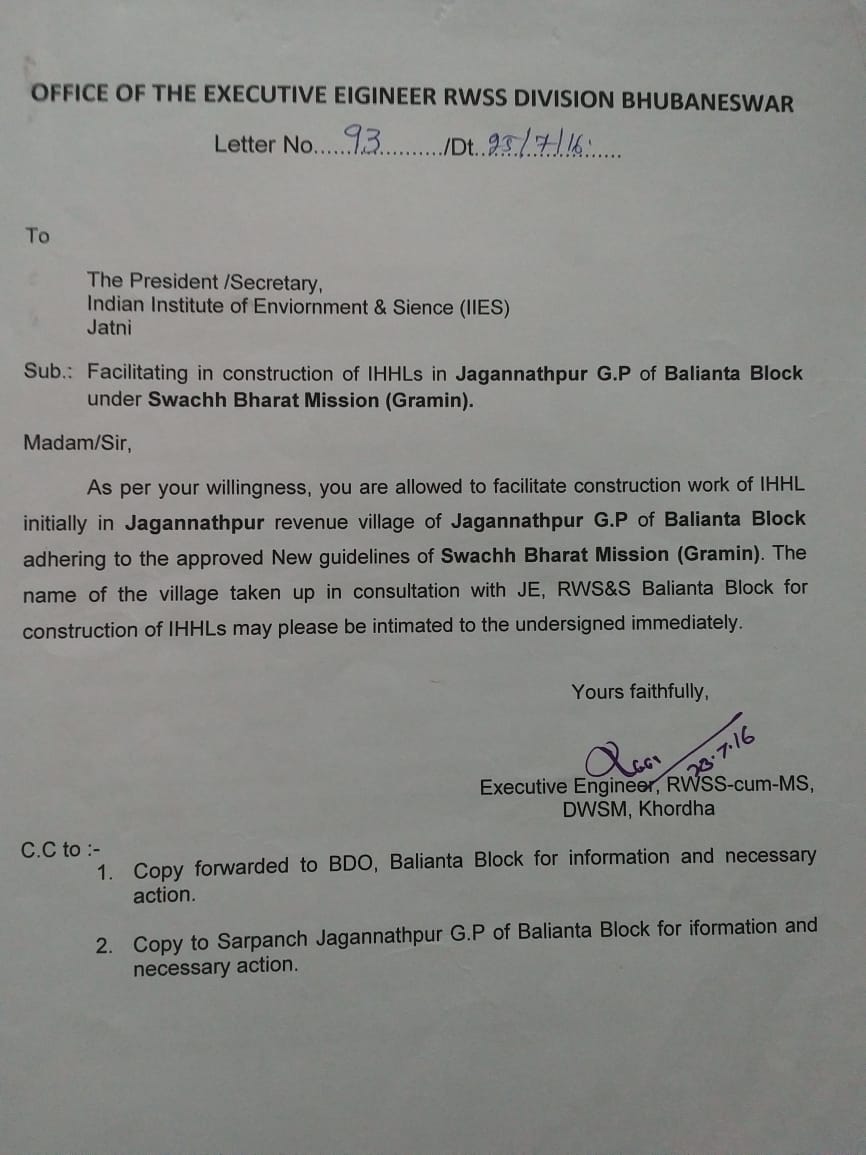 OFFICE OF THE EXECUTIVE EIGINEER RWSS DIVISION BHUBANESWAR
Letter No......93........../Dt..25/7/16......
To
The President /Secretary,
Indian Institute of Enviornment & Sience (IIES)
Jatni
Sub.: Facilitating in construction of IHHLs in Jagannathpur G.P of Balianta Block
under Swachh Bharat Mission (Gramin).
Madam/Sir,
As per your willingness, you are allowed to facilitate construction work of IHHL
initially in Jagannathpur revenue village of Jagannathpur G.P of Balianta Block
adhering to the approved New guidelines of Swachh Bharat Mission (Gramin). The
name of the village taken up in consultation with JE, RWS&S Balianta Block for
construction of IHHLs may please be intimated to the undersigned immediately.
Yours faithfully,
23.7.16
Executive Engineer, RWSS-cum-MS,
DWSM, Khordha
C.C to :-
1. Copy forwarded to BDO, Balianta Block for information and necessary
action.
2. Copy to Sarpanch Jagannathpur G.P of Balianta Block for iformation and
necessary action.